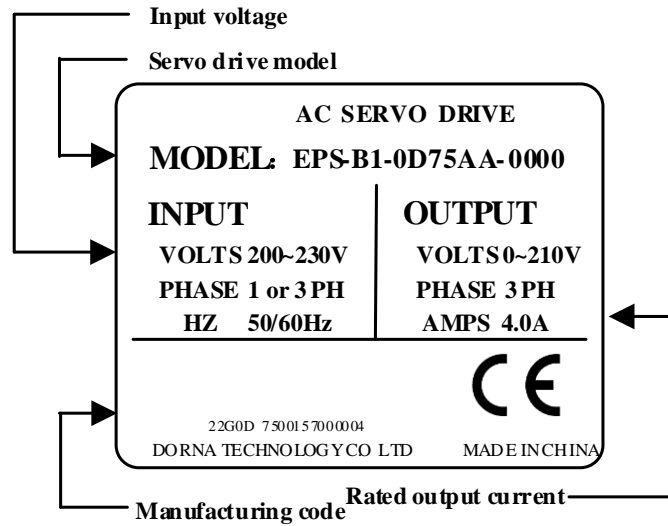 Input voltage
Servo drive model
AC SERVO DRIVE
MODEL: EPS-B1-0D75AA-0000
INPUT
VOLTS 200~230V
PHASE 1 or 3 PH
HZ 50/60Hz
OUTPUT
VOLTS 0~210V
PHASE 3 PH
AMPS 4.0A
CE
22G0D 7500157000004
DORNA TECHNOLOGY CO LTD MADE IN CHINA
Manufacturing code
Rated output current